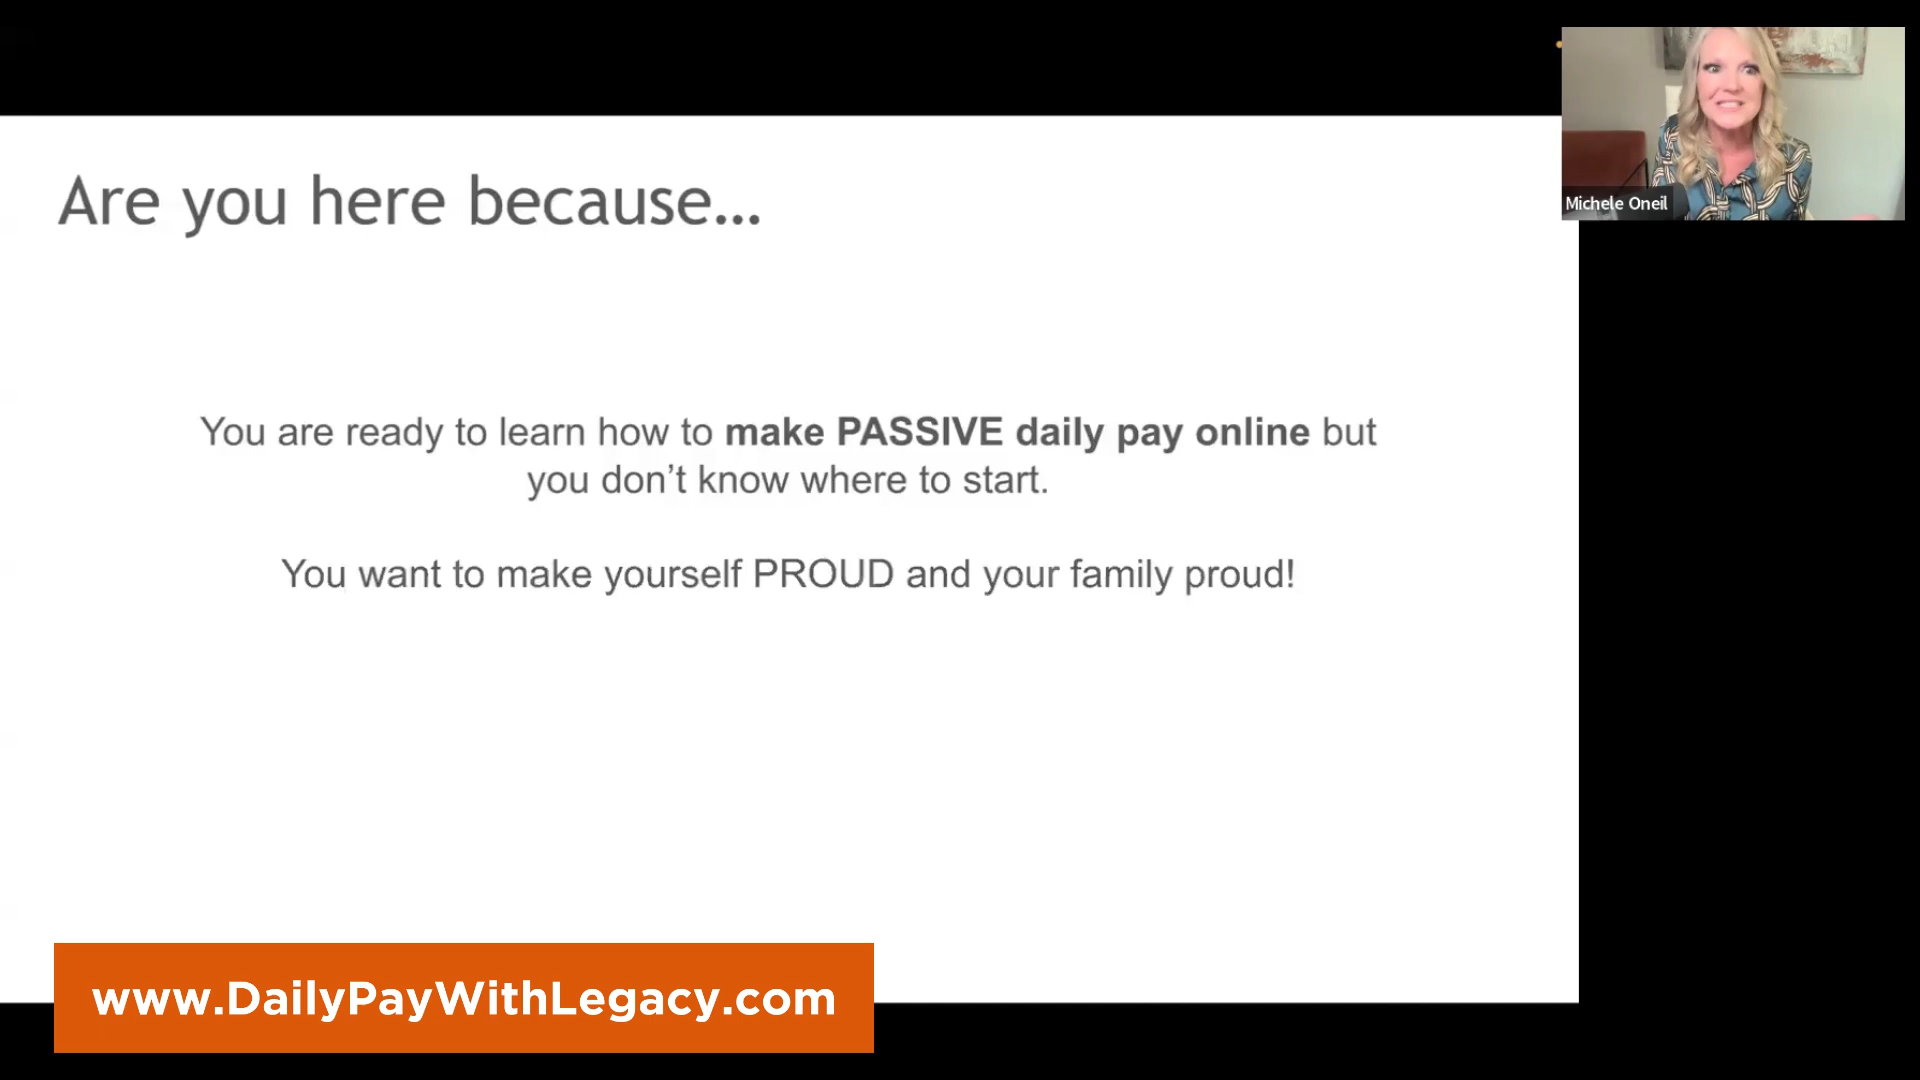 Are you here because...
Michele Oneil
You are ready to learn how to make PASSIVE daily pay online but
you don’t know where to start.
You want to make yourself PROUD and your family proud!
www.DailyPayWithLegacy.com